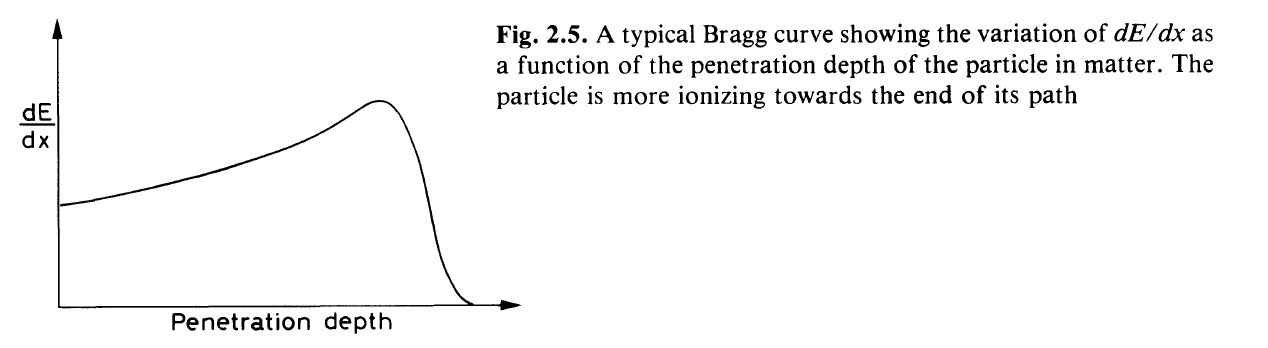 Fig. 2.5. A typical Bragg curve showing the variation of dE/dx as
a function of the penetration depth of the particle in matter. The
particle is more ionizing towards the end of its path
dE
dx
Penetration depth